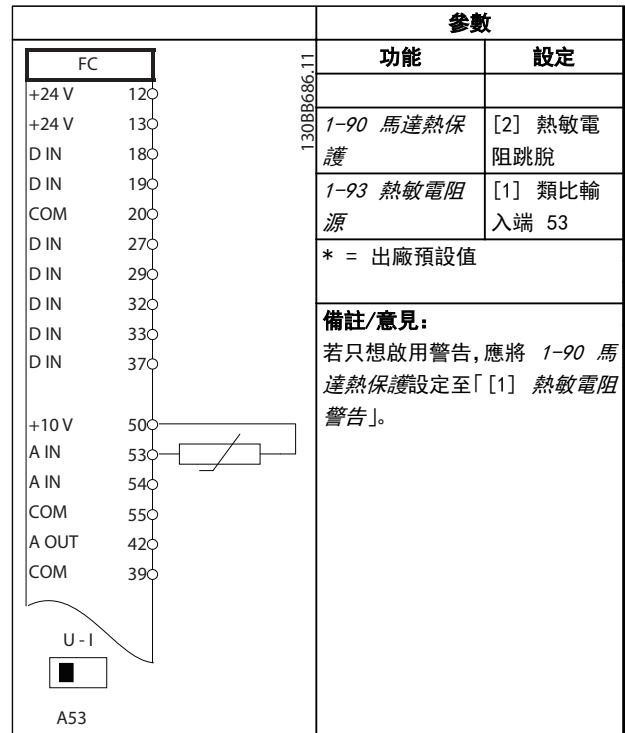 參數
功能 設定
1-90 馬達熱保
護
[2] 熱敏電
阻跳脫
1-93 熱敏電阻
源
[1] 類比輸
入端 53
* = 出廠預設值
備註/意見:
若只想啟用警告,應將 1-90 馬
達熱保護設定至「[1] 熱敏電阻
警告」。
FC
+24 V 12
+24 V 13
D IN 18
D IN 19
COM 20
D IN 27
D IN 29
D IN 32
D IN 33
D IN 37
+10 V 50
A IN 53
A IN 54
COM 55
A OUT 42
COM 39
U - I
A53
130BB686.11